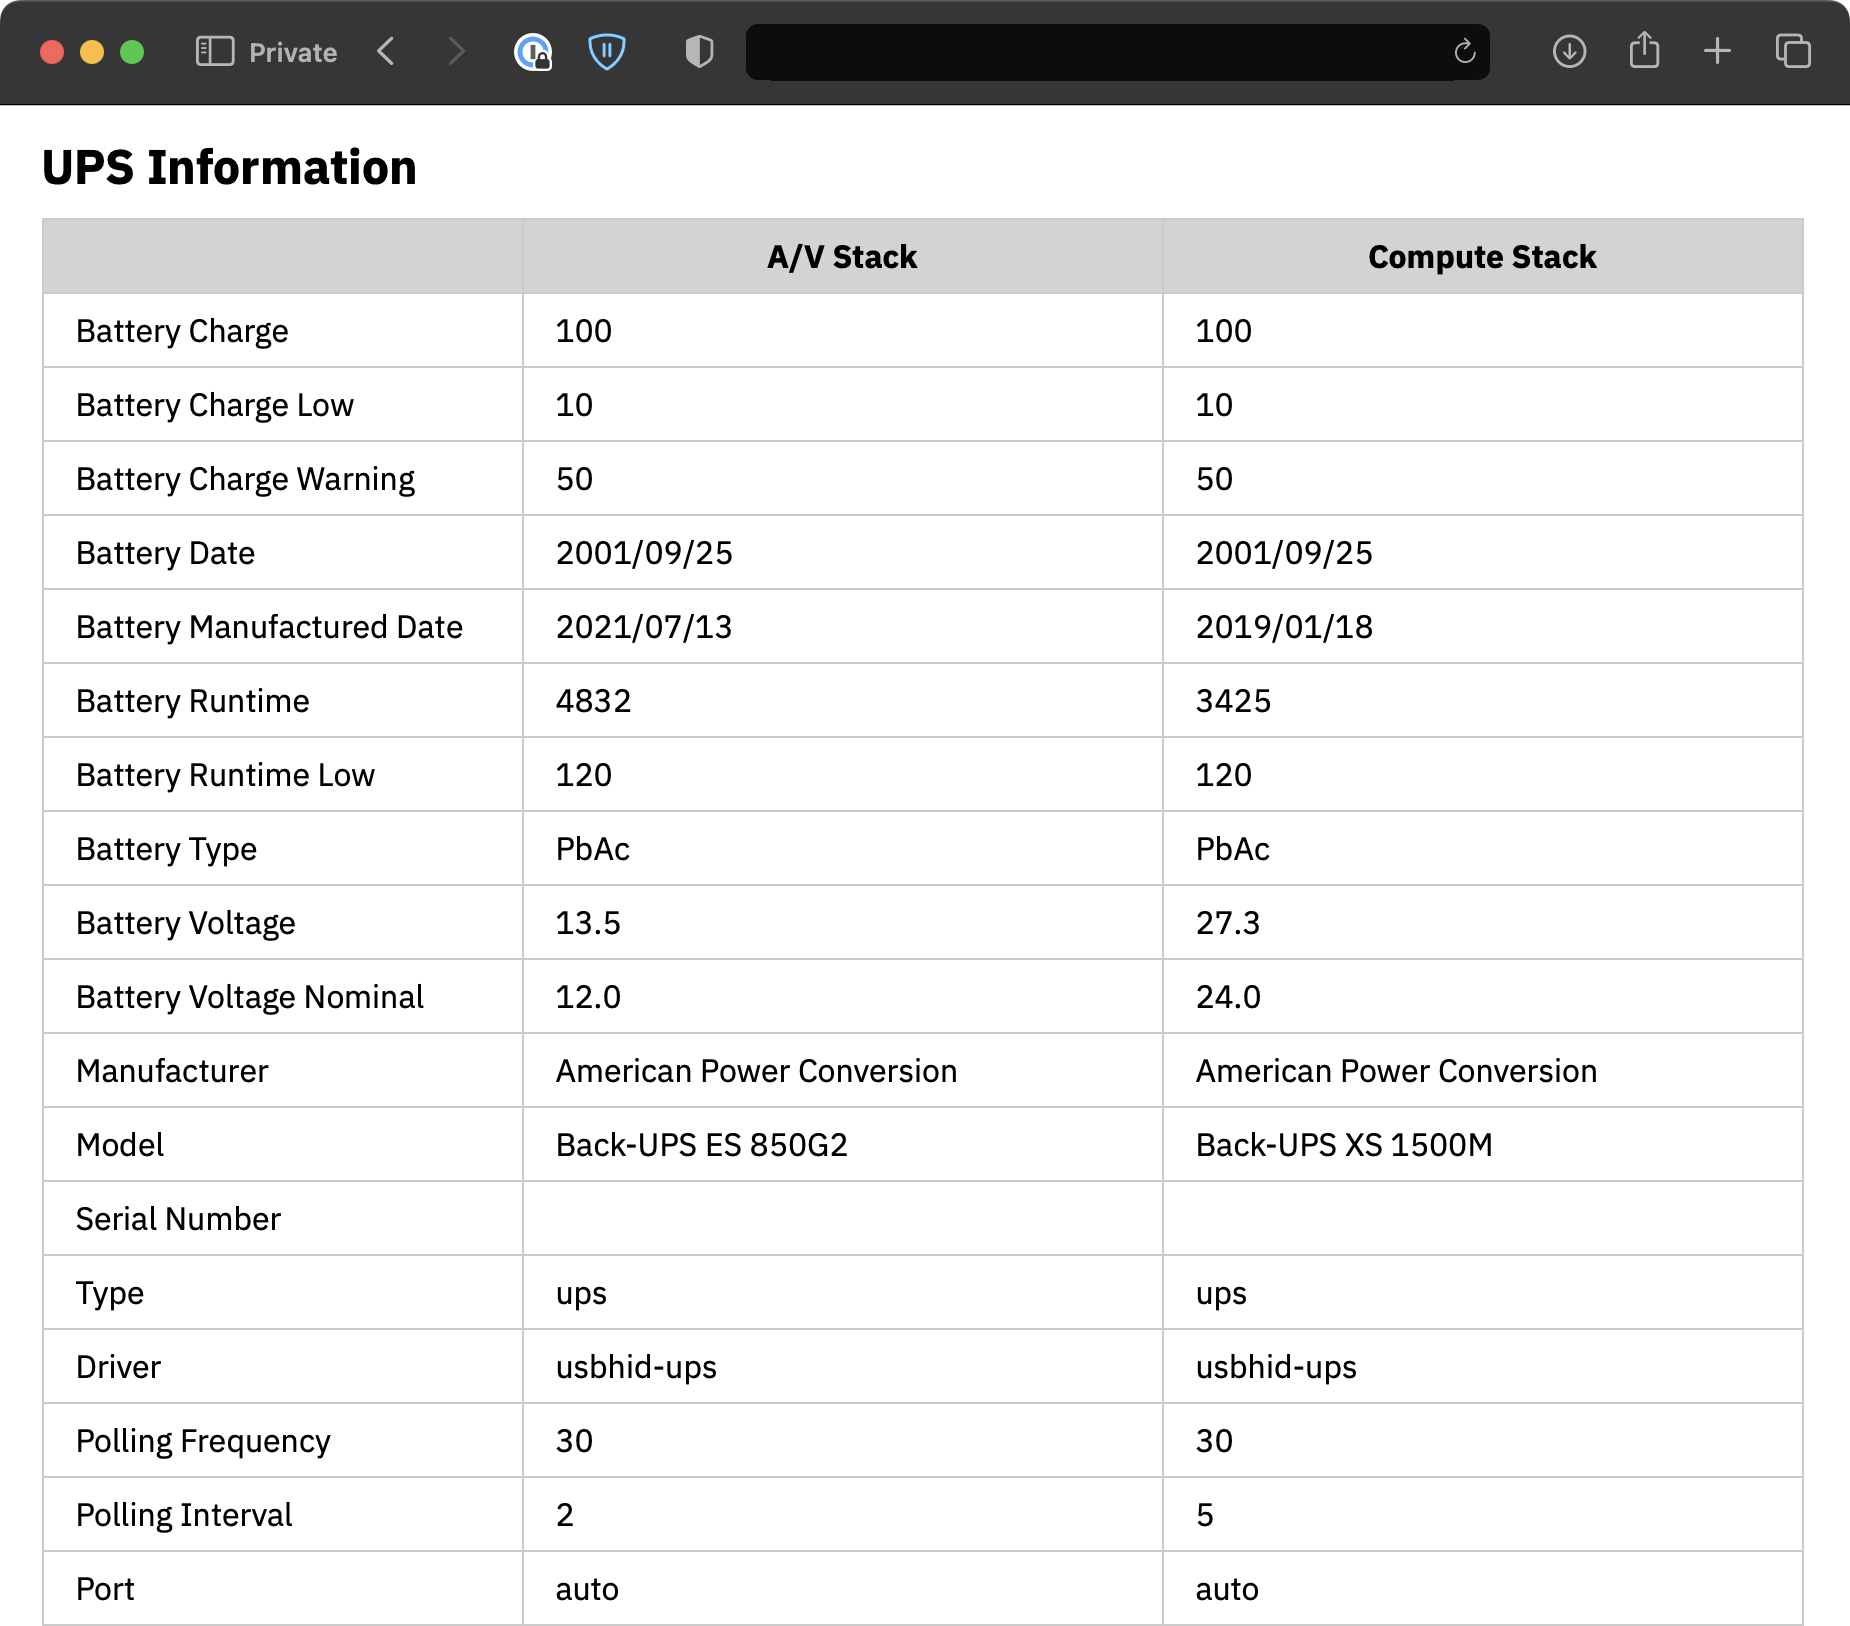 Private
UPS Information
A/V Stack Compute Stack
Battery Charge 100 100
Battery Charge Low 10 10
Battery Charge Warning 50 50
Battery Date 2001/09/25 2001/09/25
Battery Manufactured Date 2021/07/13 2019/01/18
Battery Runtime 4832 3425
Battery Runtime Low 120 120
Battery Type PbAc PbAc
Battery Voltage 13.5 27.3
Battery Voltage Nominal 12.0 24.0
Manufacturer American Power Conversion American Power Conversion
Model Back-UPS ES 850G2 Back-UPS XS 1500M
Serial Number
Type ups ups
Driver usbhid-ups usbhid-ups
Polling Frequency 30 30
Polling Interval 2 5
Port auto auto